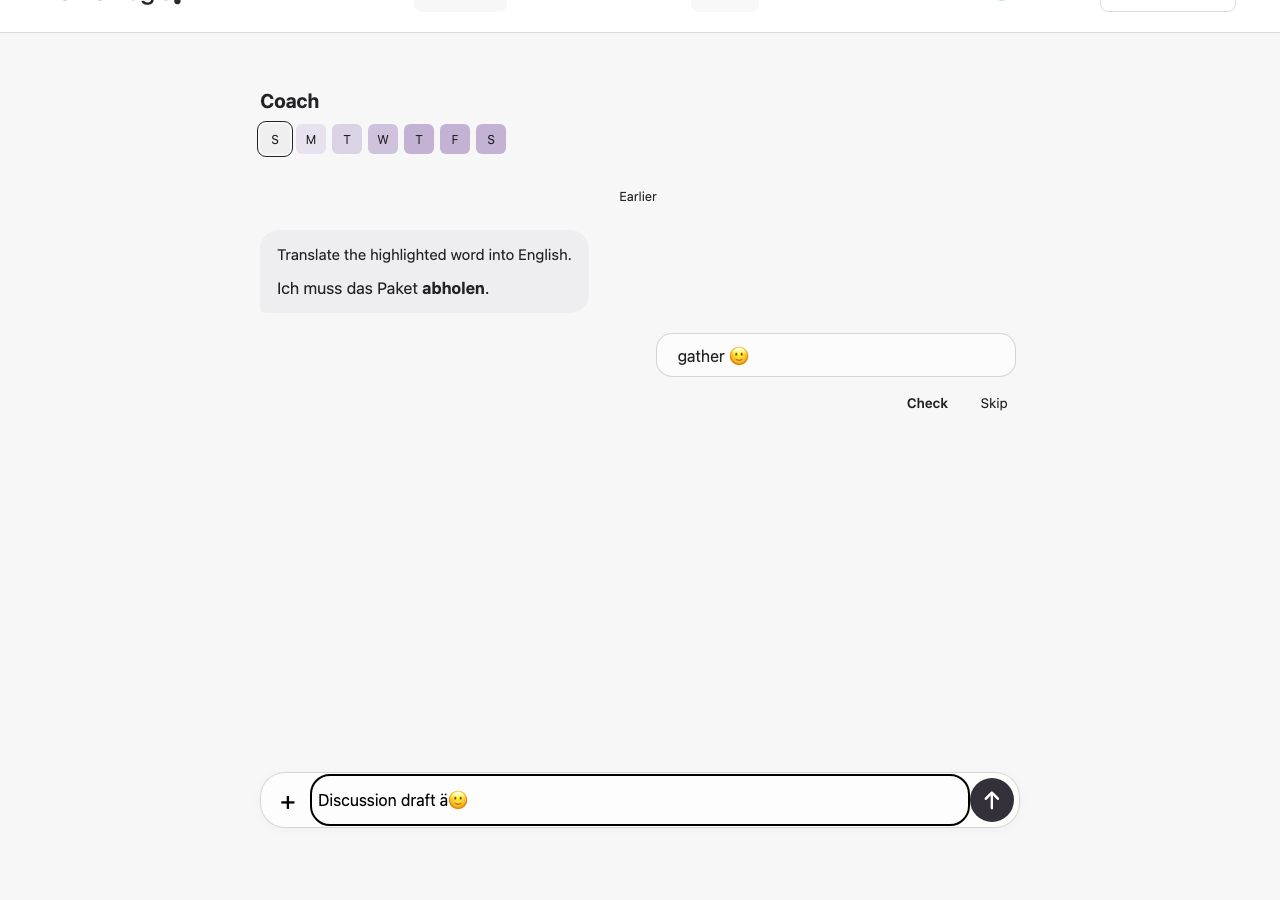 Coach
S M T W T F S
Earlier
Translate the highlighted word into English.
Ich muss das Paket abholen.
gather 🙂
Check Skip
+
Discussion draft ä🙂